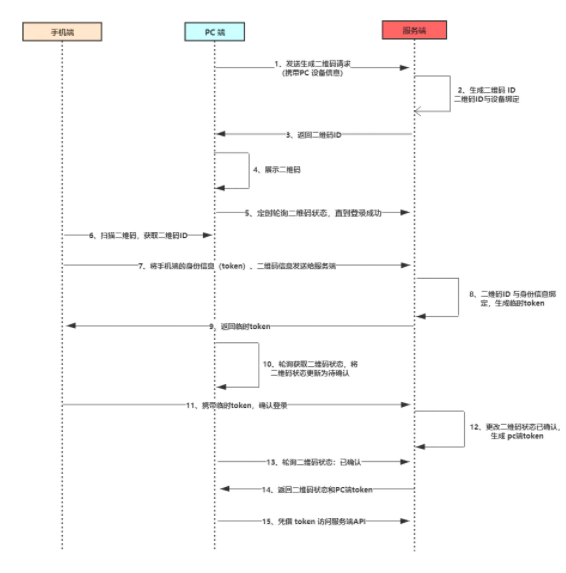 手机端
PC 端
服务端
1、发送生成二维码请求
(携带PC 设备信息)
2、生成二维码 ID
二维码ID与设备绑定
3、返回二维码ID
4、展示二维码
5、定时轮询二维码状态，直到登录成功
6、扫描二维码，获取二维码ID
7、将手机端的身份信息（token）、二维码信息发送给服务端
8、二维码ID 与身份信息绑
定，生成临时token
9、返回临时token
10、轮询获取二维码状态，将
二维码状态更新为待确认
11、携带临时token，确认登录
12、更改二维码状态已确认，
生成 pc端token
13、轮询二维码状态：已确认
14、返回二维码状态和PC端token
15、凭借 token 访问服务端API